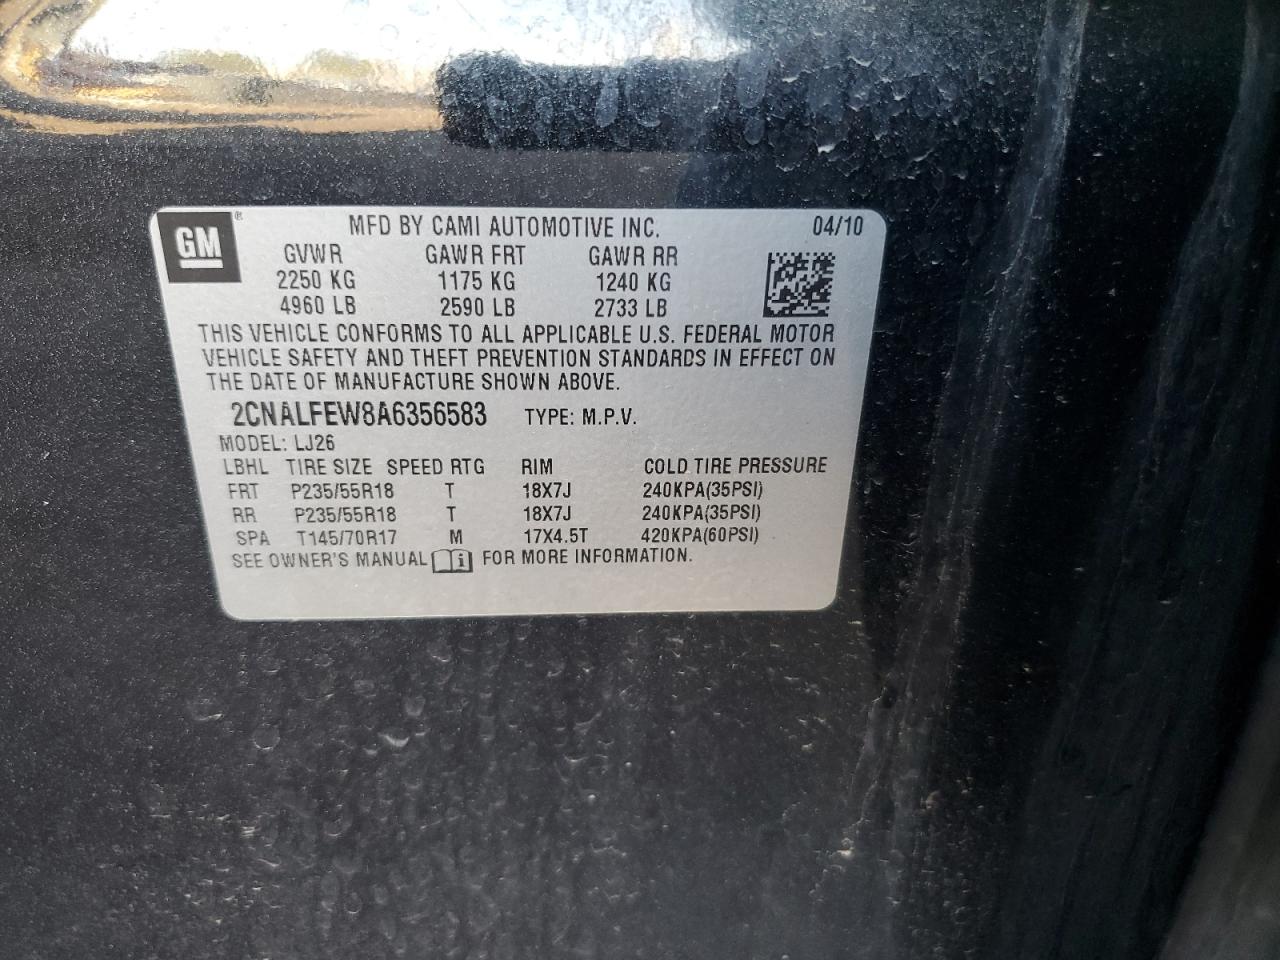 GM ® MFD BY CAMI AUTOMOTIVE INC. 04/10
GVWR GAWR FRT GAWR RR
2250 KG 1175 KG 1240 KG
4960 LB 2590 LB 2733 LB
THIS VEHICLE CONFORMS TO ALL APPLICABLE U.S. FEDERAL MOTOR
VEHICLE SAFETY AND THEFT PREVENTION STANDARDS IN EFFECT ON
THE DATE OF MANUFACTURE SHOWN ABOVE.
2CNALFEW8A6356583 TYPE: M.P.V.
MODEL: LJ26
LBHL TIRE SIZE SPEED RTG RIM COLD TIRE PRESSURE
FRT P235/55R18 T 18X7J 240KPA(35PSI)
RR P235/55R18 T 18X7J 240KPA(35PSI)
SPA T145/70R17 M 17X4.5T 420KPA(60PSI)
SEE OWNER'S MANUAL i FOR MORE INFORMATION.